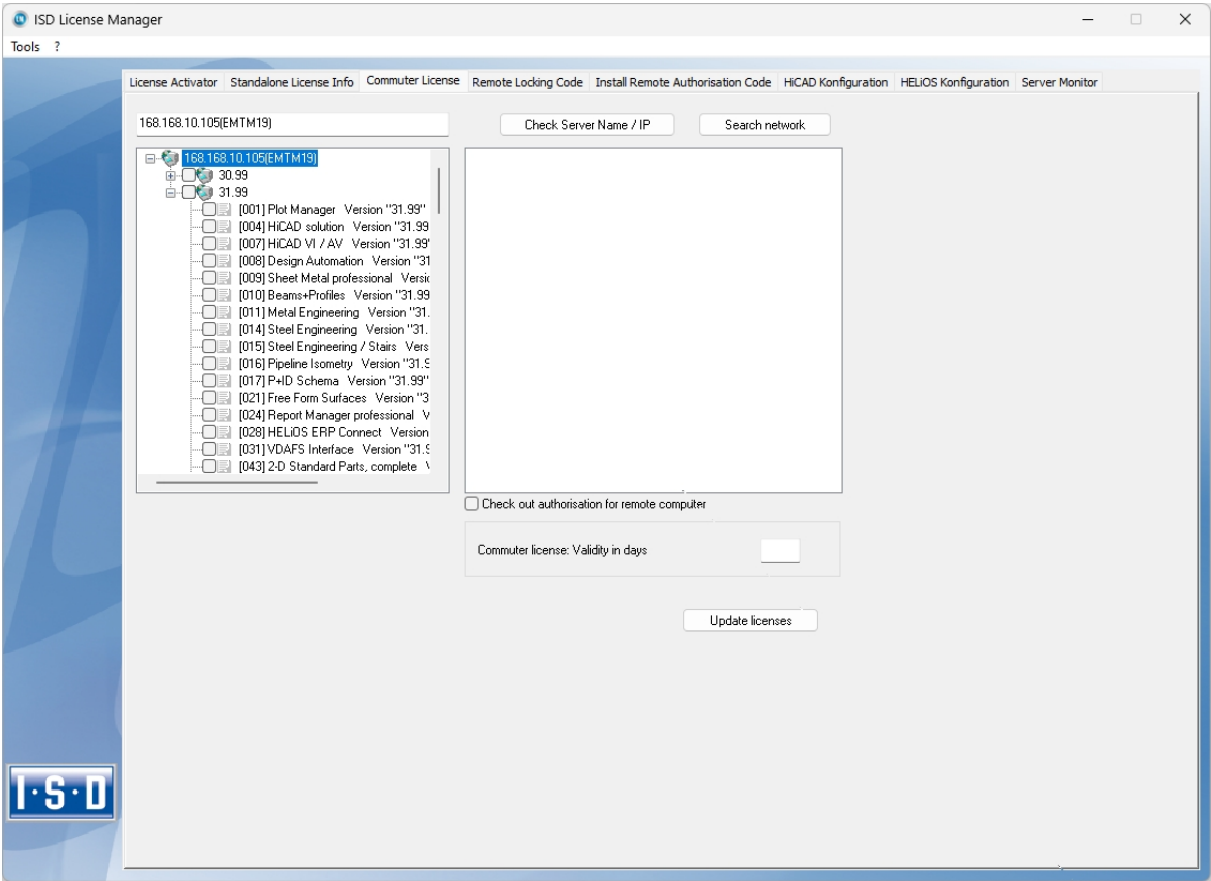 ISD License Manager
Tools ?
License Activator Standalone License Info Commuter License Remote Locking Code Install Remote Authorisation Code HiCAD Konfiguration HELiOS Konfiguration Server Monitor
168.168.10.105(EMTM19) Check Server Name / IP Search network
168.168.10.105(EMTM19)
30.99
31.99
[001] Plot Manager Version "31.99"
[004] HiCAD solution Version "31.99
[007] HiCAD VI / AV Version "31.99"
[008] Design Automation Version "31
[009] Sheet Metal professional Versic
[010] Beams+Profiles Version "31.99
[011] Metal Engineering Version "31.
[014] Steel Engineering Version "31.
[015] Steel Engineering / Stairs Vers
[016] Pipeline Isometry Version "31.9
[017] P+ID Schema Version "31.99"
[021] Free Form Surfaces Version "3
[024] Report Manager professional V
[028] HELiOS ERP Connect Version
[031] VDAFS Interface Version "31.9
[043] 2-D Standard Parts, complete
Check out authorisation for remote computer
Commuter license: Validity in days
Update licenses
I·S·D